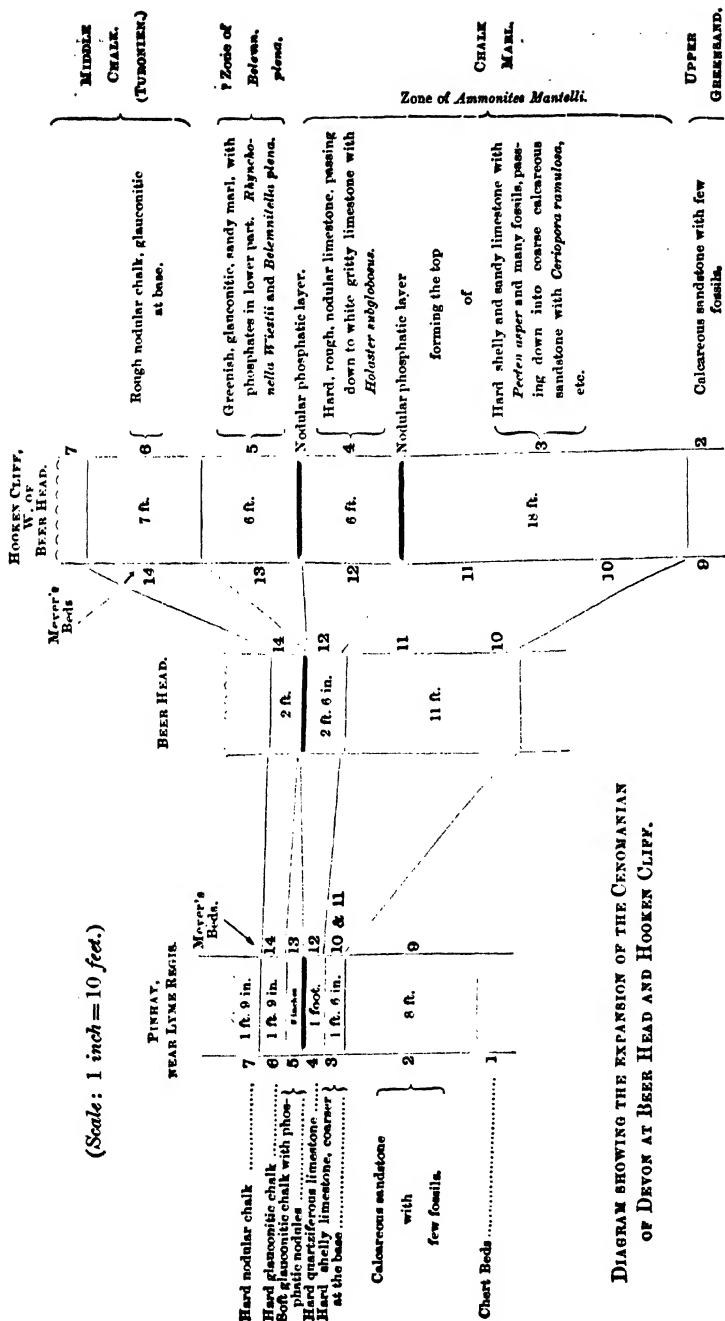 (Scale: 1 inch = 10 feet.)
PINHAY,
NEAR LYME REGIS.
Meyer's
Beds.
Hard nodular chalk ............ 7
1 ft. 9 in.
Hard glauconitic chalk ............ 6
1 ft. 9 in.
14
Soft glauconitic chalk with phos-
phatic nodules ............ 5
13
Hard quartziferous limestone ...... 4
1 foot.
12
Hard shelly limestone, coarser
at the base ............ 3
1 ft. 6 in.
10 & 11
Calcareous sandstone
with
few fossils.
2
8 ft.
9
Chert Beds ............ 1
BEER HEAD.
2 ft.
14
2 ft. 6 in.
12
11 ft.
11
10
HOOKEN CLIFF,
W. OF
BEER HEAD.
Meyer's
Beds
7
14
7 ft.
6
Rough nodular chalk, glauconitic
at base.
MIDDLE
CHALK.
(TURONIEN.)
13
6 ft.
5
Greenish, glauconitic, sandy marl, with
phosphates in lower part. Rhyncho-
nella Wiestii and Belemnitella plena.
? Zone of
Belemn.
plena.
Nodular phosphatic layer.
12
6 ft.
4
Hard, rough, nodular limestone, passing
down to white gritty limestone with
Holaster subglobosus.
Nodular phosphatic layer
forming the top
of
11
18 ft.
3
10
Hard shelly and sandy limestone with
Pecten asper and many fossils, pass-
ing down into coarse calcareous
sandstone with Ceriopora ramulosa,
etc.
Zone of Ammonites Mantelli.
CHALK
MARL.
9
2
Calcareous sandstone with few
fossils.
UPPER
GREENSAND.
DIAGRAM SHOWING THE EXPANSION OF THE CENOMANIAN
OF DEVON AT BEER HEAD AND HOOKEN CLIFF.